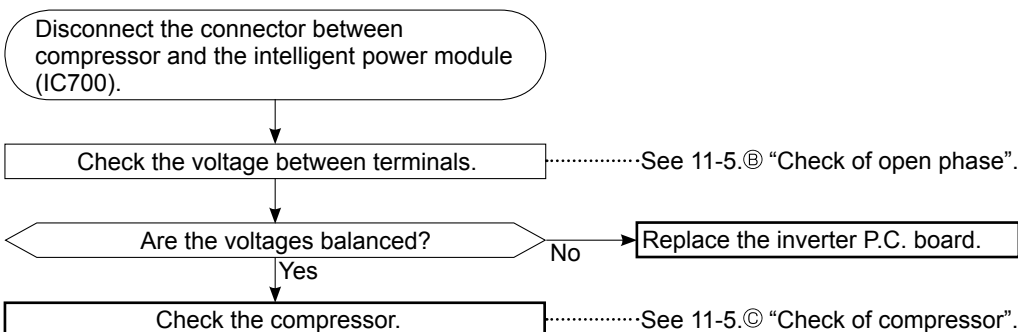 Disconnect the connector between
compressor and the intelligent power module
(IC700).
Check the voltage between terminals.
See 11-5.Ⓑ “Check of open phase”.
Are the voltages balanced?
No
Replace the inverter P.C. board.
Yes
Check the compressor.
See 11-5.Ⓒ “Check of compressor”.